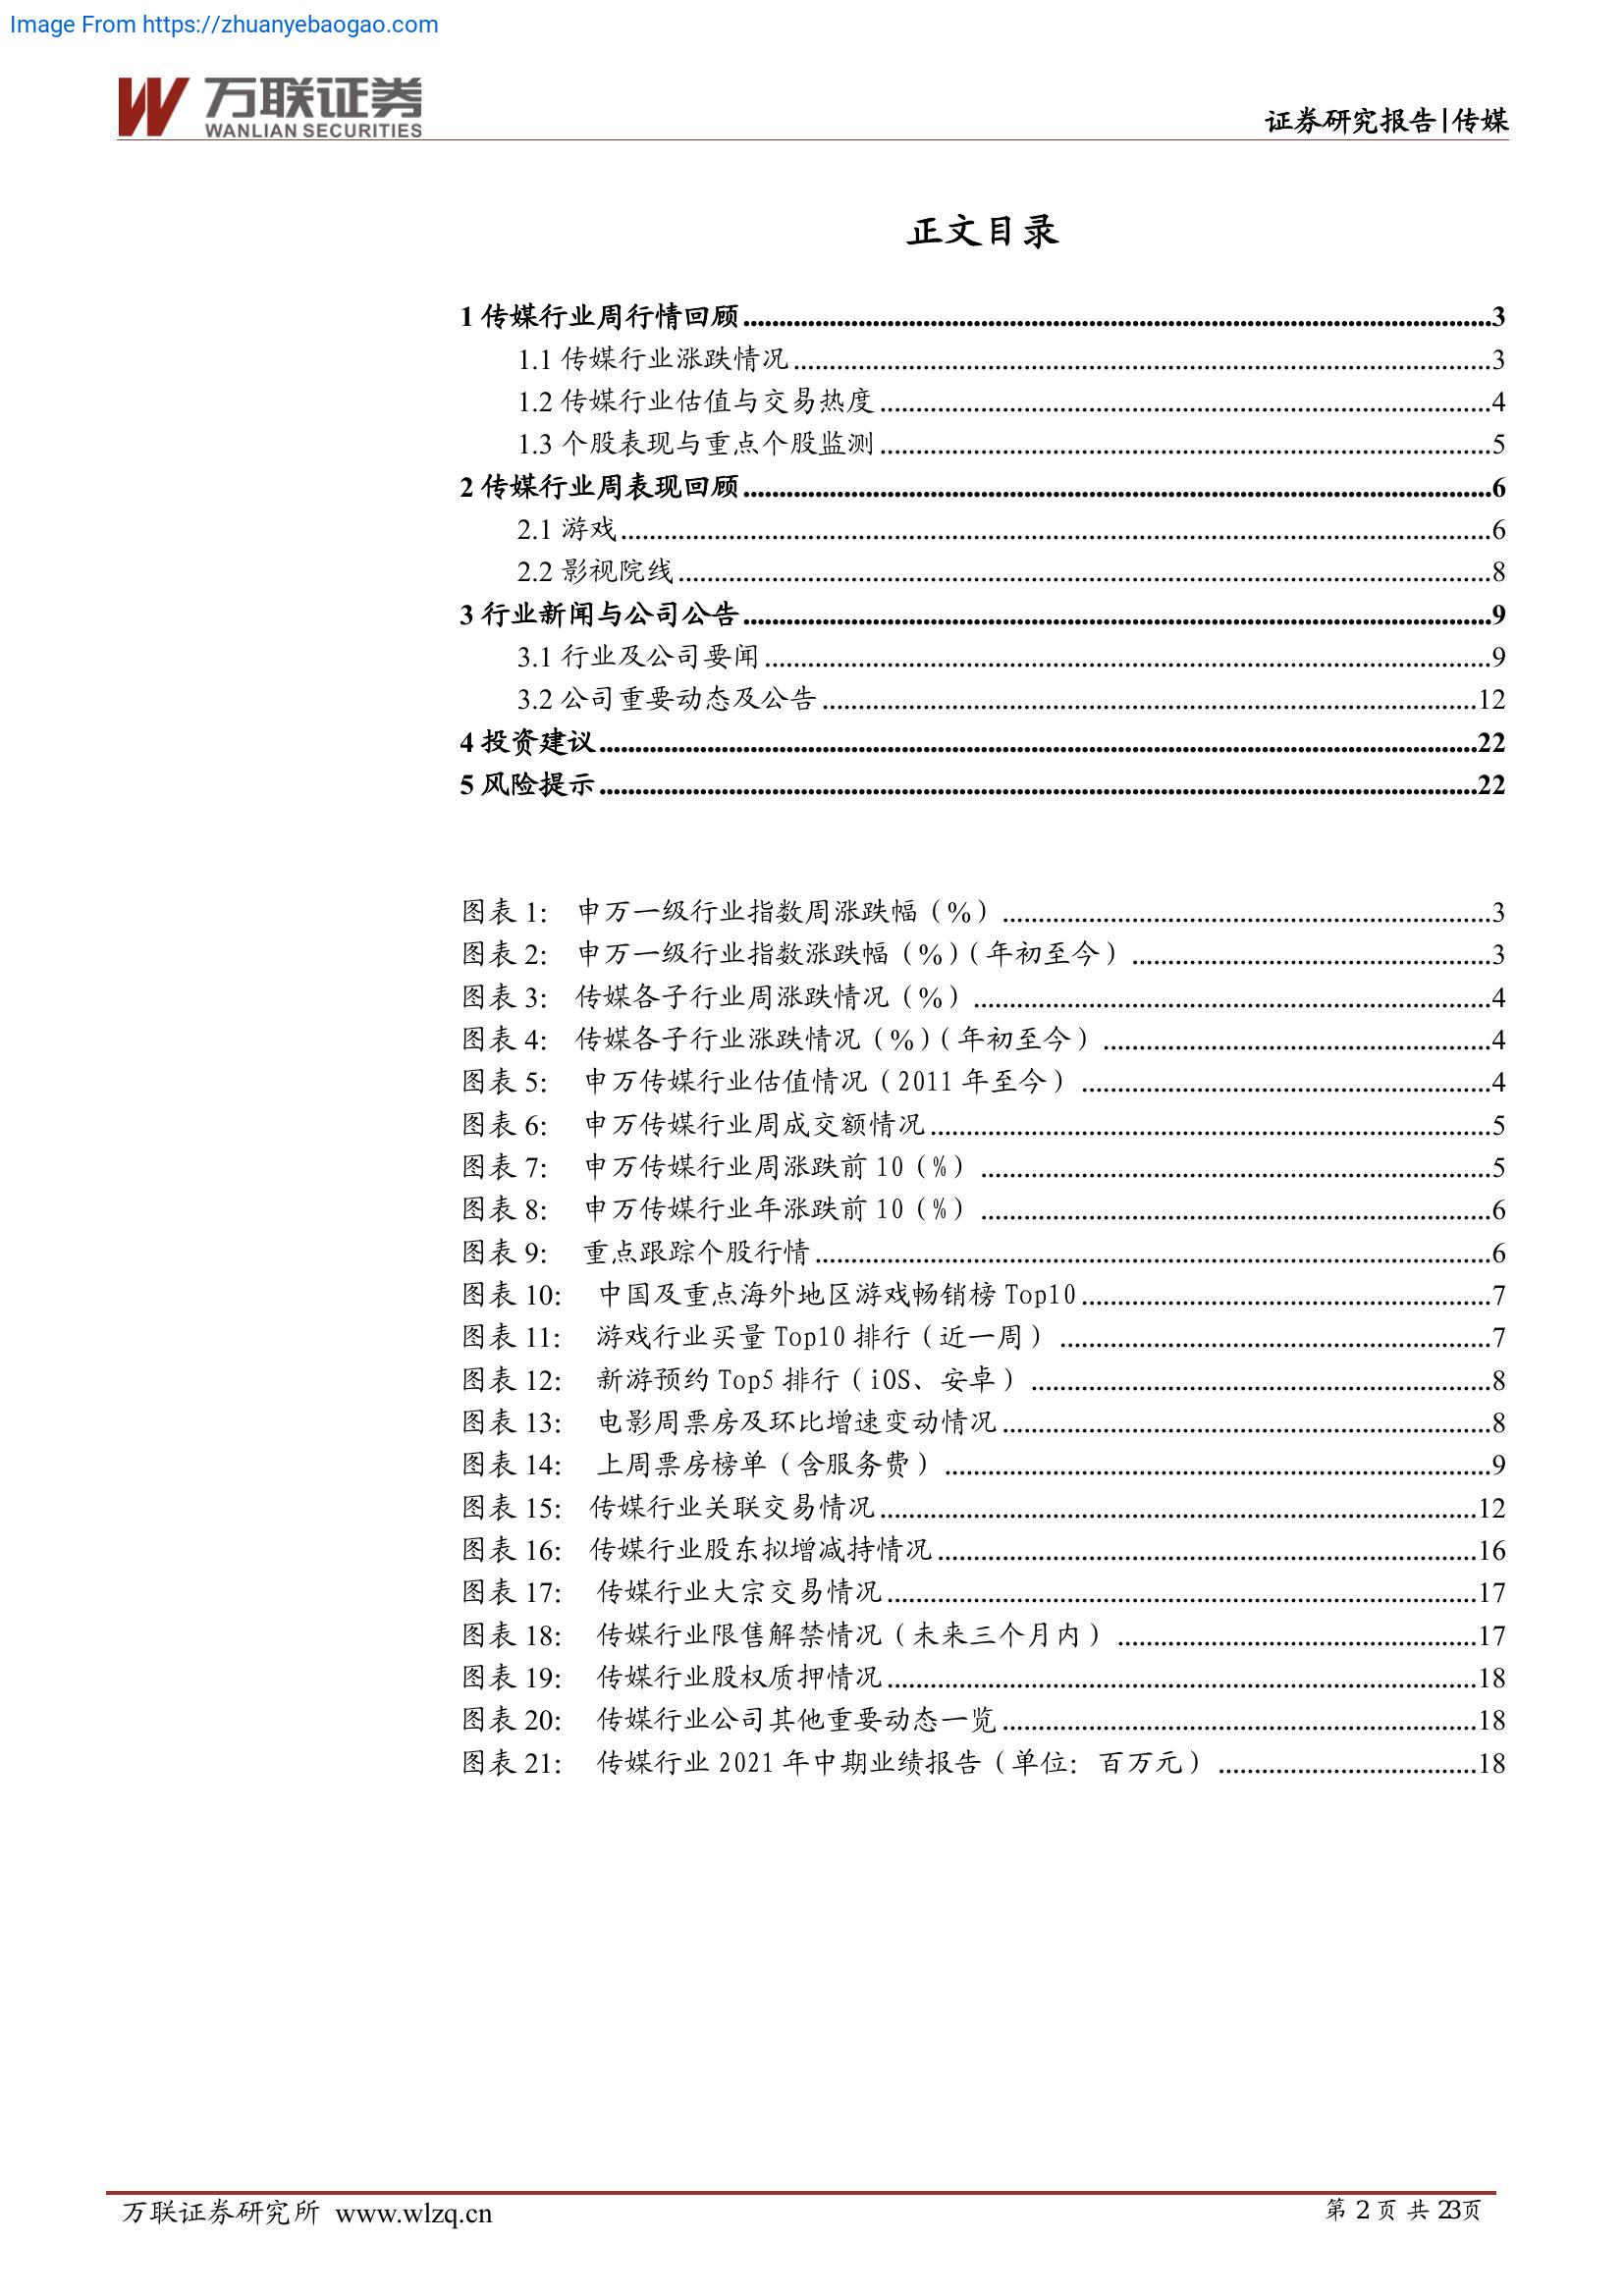 Image From https://zhuanyebaogao.com
万联证券
WANLIAN SECURITIES
证券研究报告|传媒
正文目录
1 传媒行业周行情回顾........................3
1.1 传媒行业涨跌情况........................3
1.2 传媒行业估值与交易热度........................4
1.3 个股表现与重点个股监测........................5
2 传媒行业周表现回顾........................6
2.1 游戏........................6
2.2 影视院线........................8
3 行业新闻与公司公告........................9
3.1 行业及公司要闻........................9
3.2 公司重要动态及公告........................12
4 投资建议........................22
5 风险提示........................22
图表 1: 申万一级行业指数周涨跌幅（%）........................3
图表 2: 申万一级行业指数涨跌幅（%）（年初至今）........................3
图表 3: 传媒各子行业周涨跌情况（%）........................4
图表 4: 传媒各子行业涨跌情况（%）（年初至今）........................4
图表 5: 申万传媒行业估值情况（2011 年至今）........................4
图表 6: 申万传媒行业周成交额情况........................5
图表 7: 申万传媒行业周涨跌前 10（%）........................5
图表 8: 申万传媒行业年涨跌前 10（%）........................6
图表 9: 重点跟踪个股行情........................6
图表 10: 中国及重点海外地区游戏畅销榜 Top10........................7
图表 11: 游戏行业买量 Top10 排行（近一周）........................7
图表 12: 新游预约 Top5 排行（iOS、安卓）........................8
图表 13: 电影周票房及环比增速变动情况........................8
图表 14: 上周票房榜单（含服务费）........................9
图表 15: 传媒行业关联交易情况........................12
图表 16: 传媒行业股东拟增减持情况........................16
图表 17: 传媒行业大宗交易情况........................17
图表 18: 传媒行业限售解禁情况（未来三个月内）........................17
图表 19: 传媒行业股权质押情况........................18
图表 20: 传媒行业公司其他重要动态一览........................18
图表 21: 传媒行业 2021 年中期业绩报告（单位：百万元）........................18
万联证券研究所 www.wlzq.cn
第 2 页 共 23页